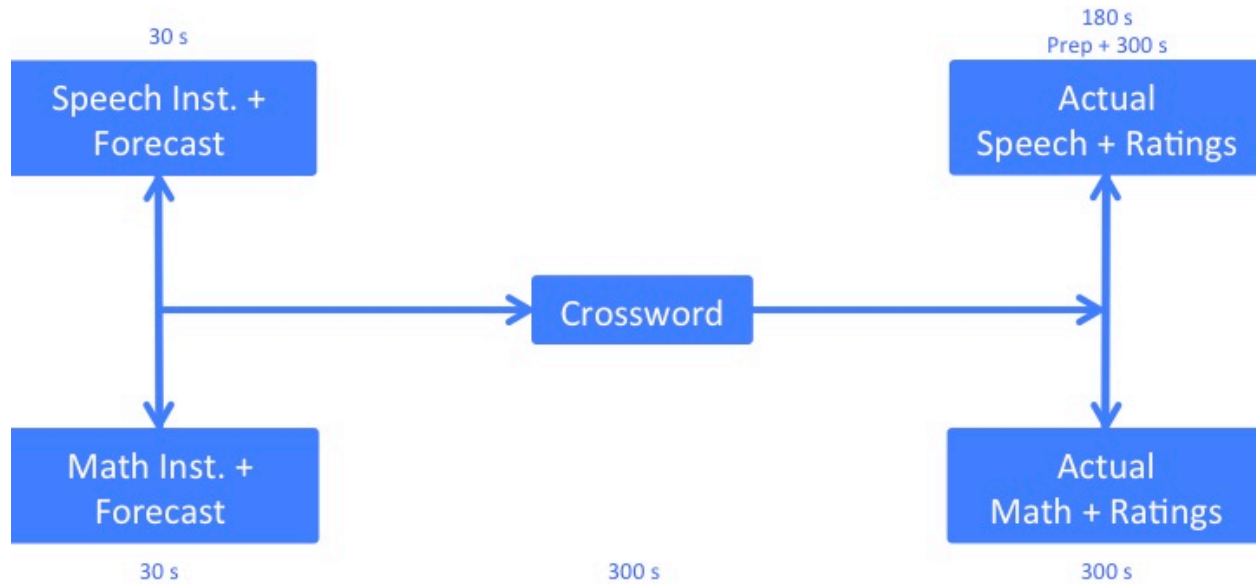 30 s
Speech Inst. +
Forecast
180 s
Prep + 300 s
Actual
Speech + Ratings
Crossword
Math Inst. +
Forecast
30 s
300 s
Actual
Math + Ratings
300 s